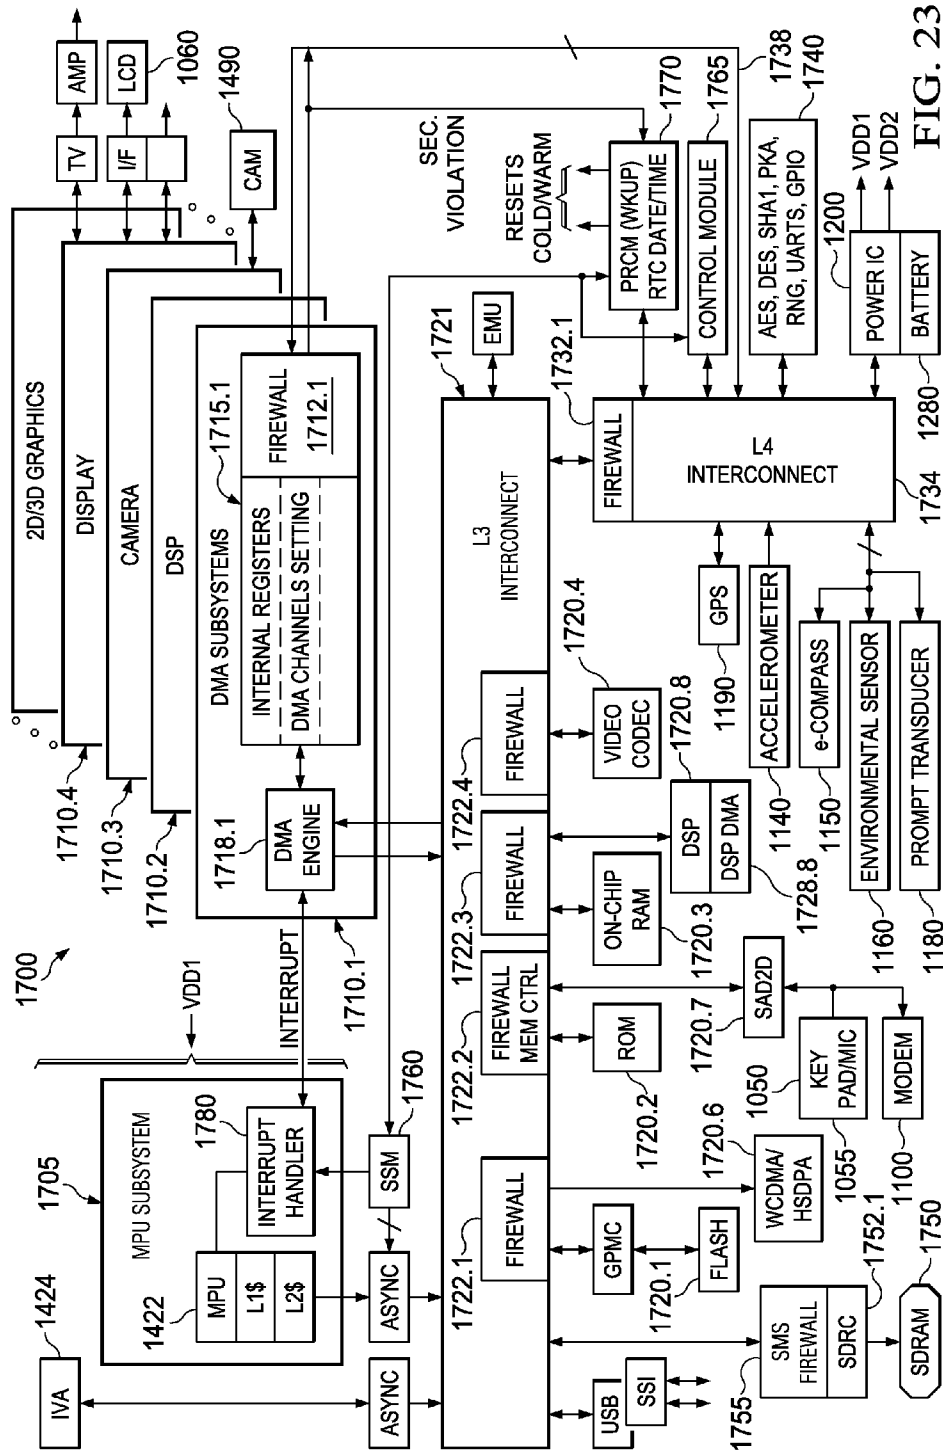 1700
VDD1
1705
MPU SUBSYSTEM
1424
IVA
1422
MPU
L1$
L2$
1780
INTERRUPT
HANDLER
INTERRUPT
ASYNC
ASYNC
SSM
1760
1710.4
1710.3
1710.2
1710.1
2D/3D GRAPHICS
DISPLAY
CAMERA
DSP
DMA SUBSYSTEMS
1718.1
DMA
ENGINE
INTERNAL REGISTERS
DMA CHANNELS SETTING
1715.1
FIREWALL
1712.1
TV
AMP
I/F
LCD
1060
CAM
1490
1721
L3
INTERCONNECT
EMU
1722.1
FIREWALL
1722.2
FIREWALL
MEM CTRL
1722.3
FIREWALL
1722.4
FIREWALL
USB
SSI
GPMC
1720.1
FLASH
1755
SMS
FIREWALL
SDRC
1752.1
SDRAM
1750
WCDMA/
HSDPA
1720.6
ROM
1720.2
1720.7
SAD2D
1050
KEY
PAD/MIC
1055
MODEM
1100
ON-CHIP
RAM
1720.3
DSP
DSP DMA
1720.8
1728.8
VIDEO
CODEC
1720.4
GPS
1190
ACCELEROMETER
1140
e-COMPASS
1150
ENVIRONMENTAL SENSOR
1160
PROMPT TRANSDUCER
1180
FIREWALL
1732.1
L4
INTERCONNECT
1734
SEC.
VIOLATION
RESETS
COLD/WARM
PRCM (WKUP)
RTC DATE/TIME
1770
CONTROL MODULE
1765
1738
AES, DES, SHA1, PKA,
RNG, UARTS, GPIO
1740
1200
POWER IC
BATTERY
1280
VDD1
VDD2
FIG. 23